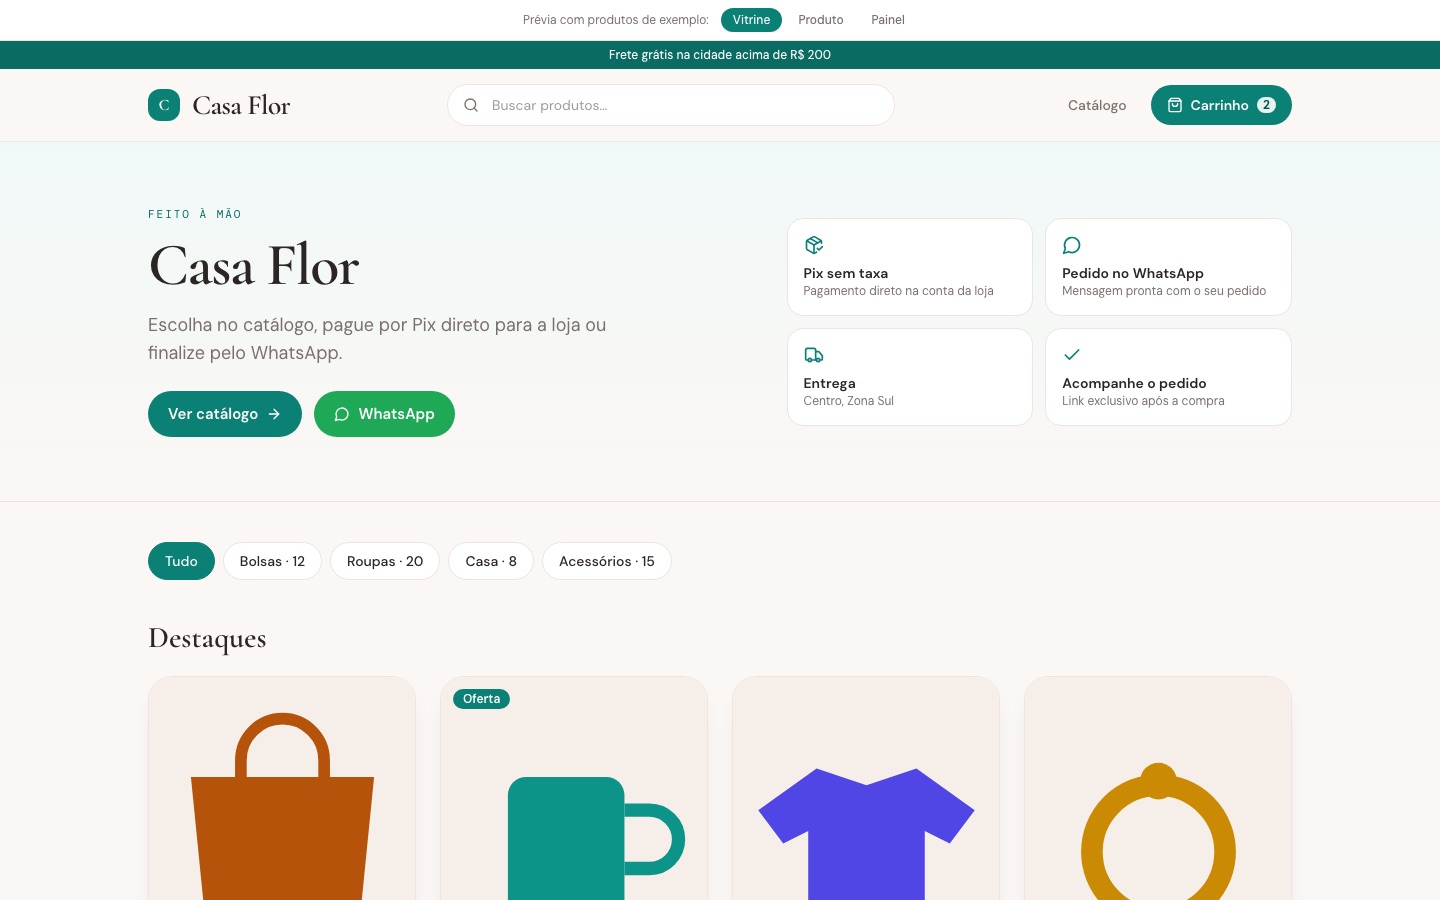 Prévia com produtos de exemplo: Vitrine Produto Painel
Frete grátis na cidade acima de R$ 200
C Casa Flor Buscar produtos... Catálogo Carrinho 2
FEITO À MÃO
Casa Flor
Escolha no catálogo, pague por Pix direto para a loja ou
finalize pelo WhatsApp.
Ver catálogo WhatsApp
Pix sem taxa
Pagamento direto na conta da loja
Pedido no WhatsApp
Mensagem pronta com o seu pedido
Entrega
Centro, Zona Sul
Acompanhe o pedido
Link exclusivo após a compra
Tudo Bolsas · 12 Roupas · 20 Casa · 8 Acessórios · 15
Destaques
Oferta